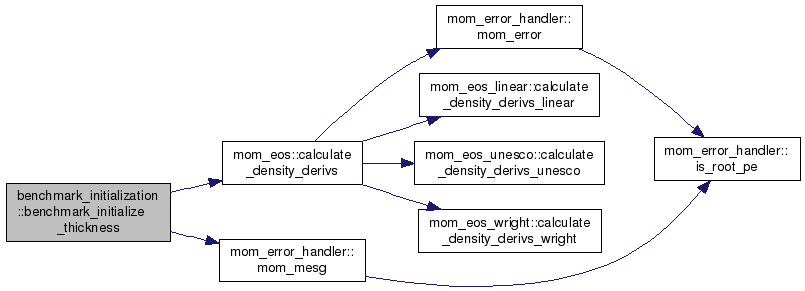 benchmark_initialization
::benchmark_initialize
_thickness
mom_eos::calculate
_density_derivs
mom_error_handler::
mom_mesg
mom_error_handler::
mom_error
mom_eos_linear::calculate
_density_derivs_linear
mom_eos_unesco::calculate
_density_derivs_unesco
mom_eos_wright::calculate
_density_derivs_wright
mom_error_handler::
is_root_pe